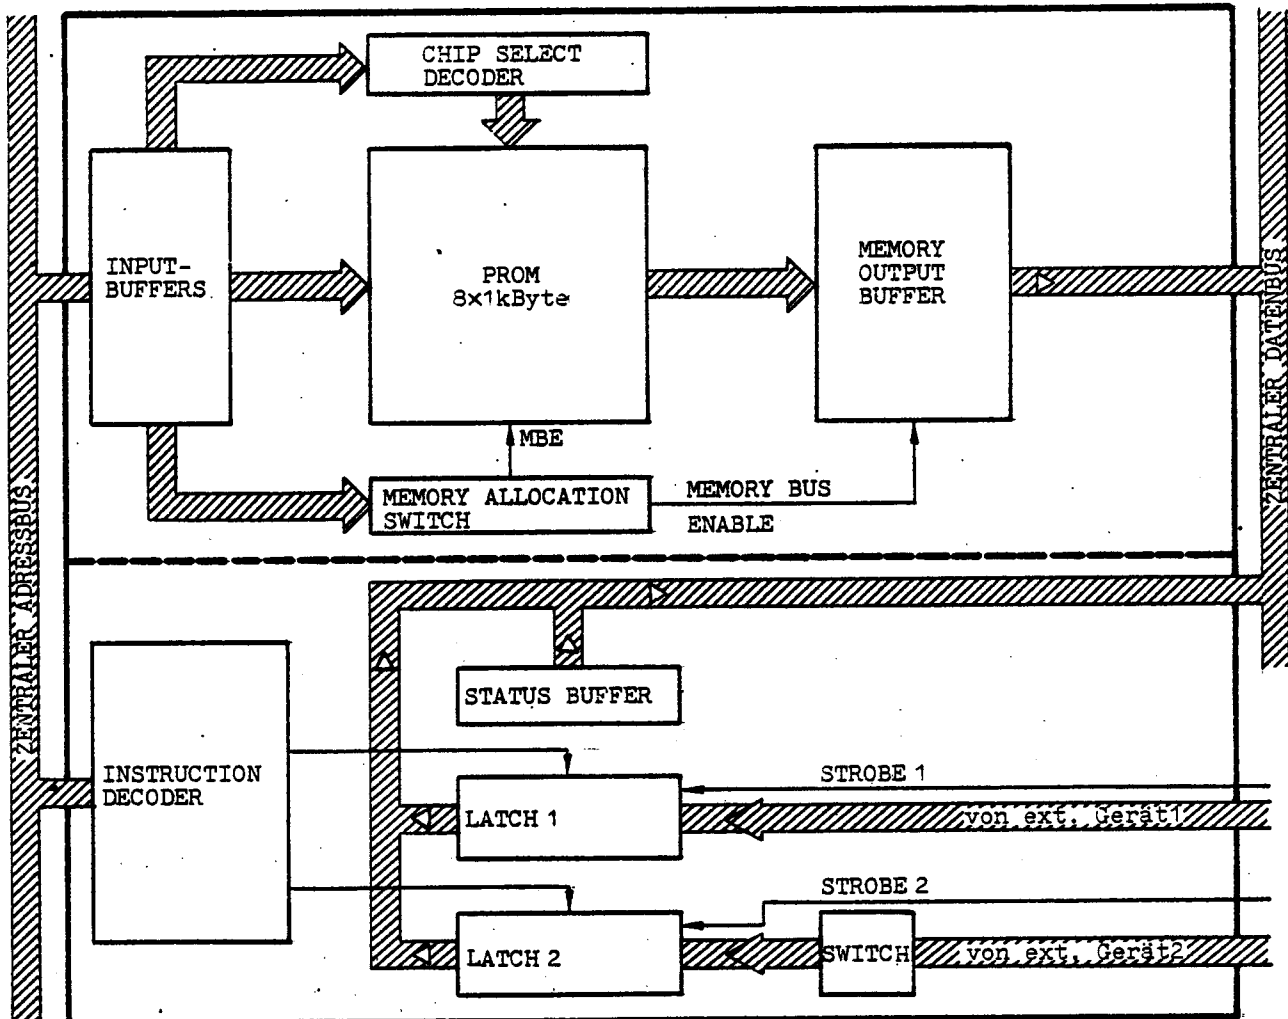 CHIP SELECT
DECODER
INPUT-
BUFFERS
PROM
8x1kByte
MEMORY
OUTPUT
BUFFER
MBE
MEMORY ALLOCATION
SWITCH
MEMORY BUS
ENABLE
ZENTRALER ADRESSBUS
ZENTRALER DATENBUS
STATUS BUFFER
INSTRUCTION
DECODER
STROBE 1
LATCH 1
von ext. Gerät1
STROBE 2
LATCH 2
SWITCH
von ext. Gerät2